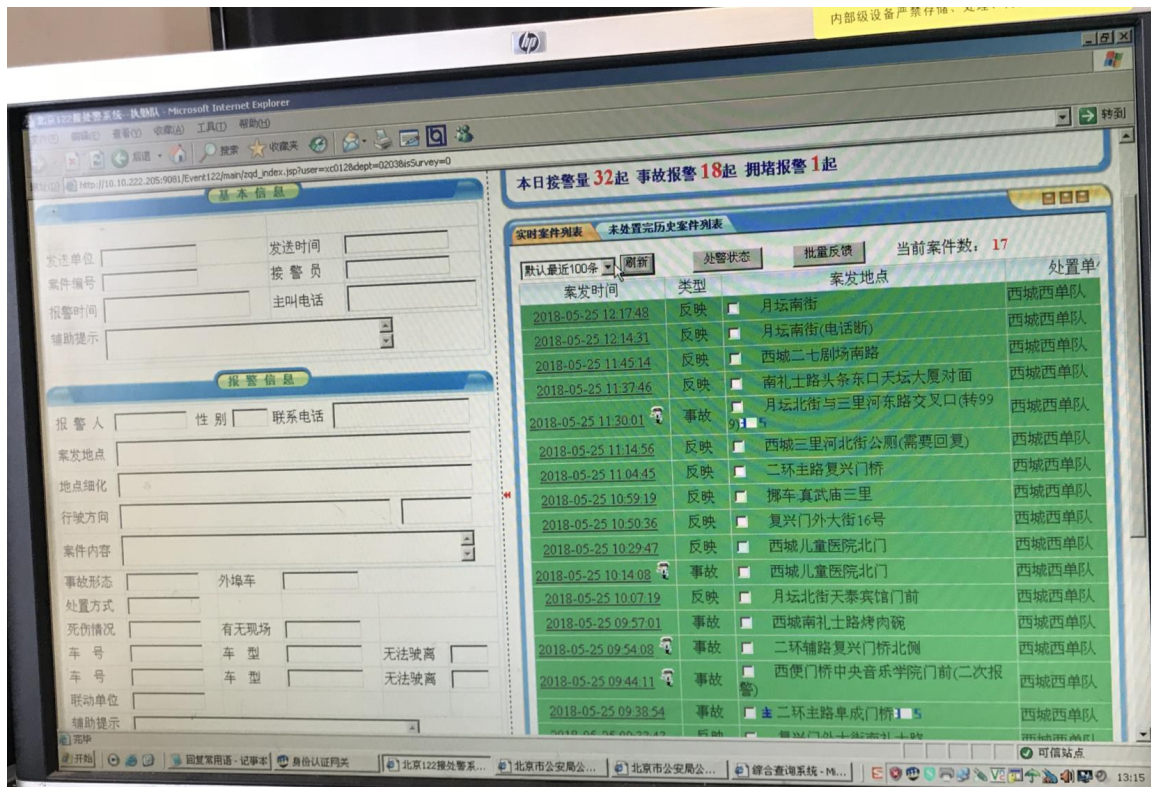 内部级设备严禁存储、处理
hp
北京122接处警系统--执勤队 - Microsoft Internet Explorer
编辑(E) 查看(V) 收藏(A) 工具(T) 帮助(H)
后退 搜索 收藏夹
http://10.10.222.205:9081/Event122/main/zqd_index.jsp?user=xc012&dept=0203&isSurvey=0
转到
基本信息
发送单位 发送时间
案件编号 接警员
报警时间 主叫电话
辅助提示
报警信息
报警人 性别 联系电话
案发地点
地点细化
行驶方向
案件内容
事故形态 外埠车
处置方式
死伤情况 有无现场
车号 车型 无法驶离
车号 车型 无法驶离
联动单位
辅助提示
本日接警量32起 事故报警18起 拥堵报警1起
实时案件列表 未处置完历史案件列表
默认最近100条 刷新 处警状态 批量反馈 当前案件数：17
案发时间 类型 案发地点 处置单
2018-05-25 12:17:48 反映 月坛南街 西城西单队
2018-05-25 12:14:31 反映 月坛南街(电话断) 西城西单队
2018-05-25 11:45:14 反映 西城二七剧场南路 西城西单队
2018-05-25 11:37:46 反映 南礼士路头条东口天坛大厦对面 西城西单队
2018-05-25 11:30:01 事故 月坛北街与三里河东路交叉口(转999) 5 西城西单队
2018-05-25 11:14:56 反映 西城三里河北街公厕(需要回复) 西城西单队
2018-05-25 11:04:45 反映 二环主路复兴门桥 西城西单队
2018-05-25 10:59:19 反映 挪车真武庙三里 西城西单队
2018-05-25 10:50:36 反映 复兴门外大街16号 西城西单队
2018-05-25 10:29:47 反映 西城儿童医院北门 西城西单队
2018-05-25 10:14:08 事故 西城儿童医院北门 西城西单队
2018-05-25 10:07:19 反映 月坛北街天泰宾馆门前 西城西单队
2018-05-25 09:57:01 事故 西城南礼士路烤肉碗 西城西单队
2018-05-25 09:54:08 事故 二环辅路复兴门桥北侧 西城西单队
2018-05-25 09:44:11 事故 西便门桥中央音乐学院门前(二次报警) 西城西单队
2018-05-25 09:38:54 事故 主 二环主路阜成门桥 5 西城西单队
完毕
可信站点
开始 回复常用语 - 记事本 身份认证网关 北京122接处警系... 北京市公安局公... 北京市公安局公... 综合查询系统 - Mi... 13:15